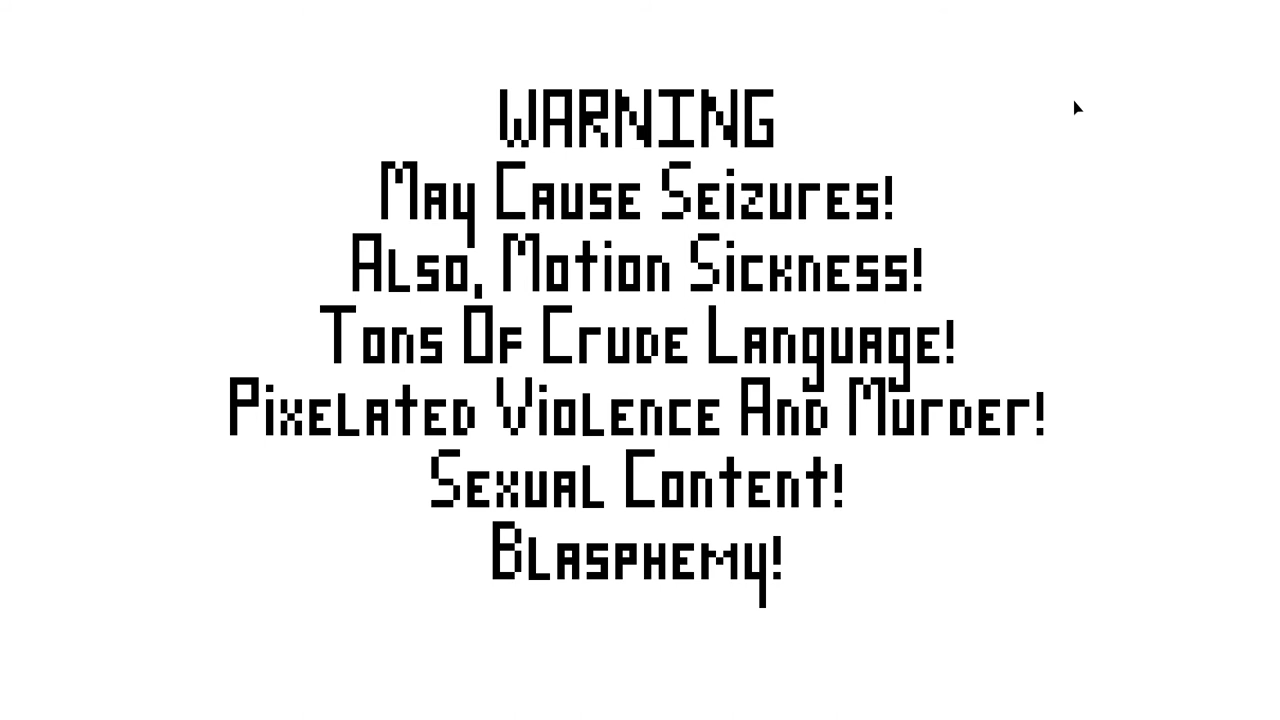 WARNING
May Cause Seizures!
Also, Motion Sickness!
Tons Of Crude Language!
Pixelated Violence And Murder!
Sexual Content!
Blasphemy!